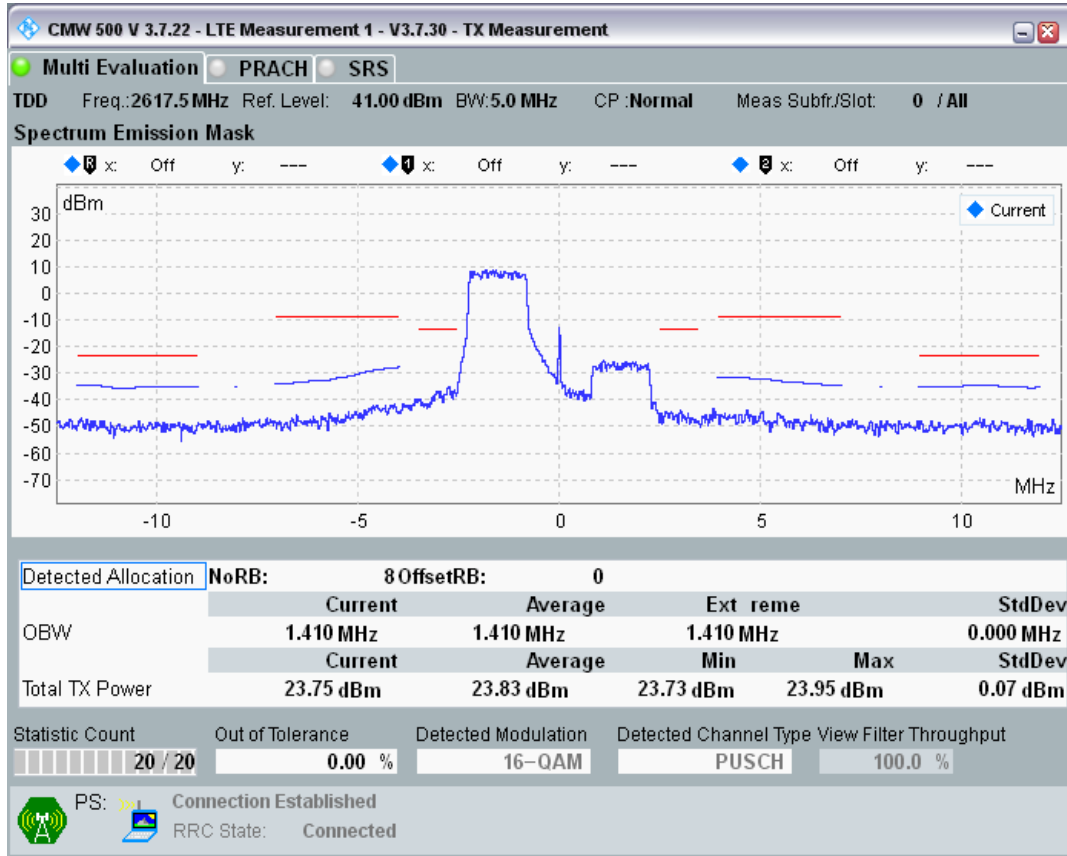 CMW 500 V 3.7.22 - LTE Measurement 1 - V3.7.30 - TX Measurement
Multi Evaluation PRACH SRS
TDD Freq.:2617.5 MHz Ref. Level: 41.00 dBm BW:5.0 MHz CP :Normal Meas Subfr./Slot: 0 / All
Spectrum Emission Mask
R x: Off y: --- 1 x: Off y: --- 2 x: Off y: ---
dBm
Current
30
20
10
0
-10
-20
-30
-40
-50
-60
-70
MHz
-10 -5 0 5 10
Detected Allocation NoRB: 8 OffsetRB: 0
Current Average Ext reme StdDev
OBW 1.410 MHz 1.410 MHz 1.410 MHz 0.000 MHz
Current Average Min Max StdDev
Total TX Power 23.75 dBm 23.83 dBm 23.73 dBm 23.95 dBm 0.07 dBm
Statistic Count Out of Tolerance Detected Modulation Detected Channel Type View Filter Throughput
20 / 20 0.00 % 16-QAM PUSCH 100.0 %
PS: Connection Established
RRC State: Connected